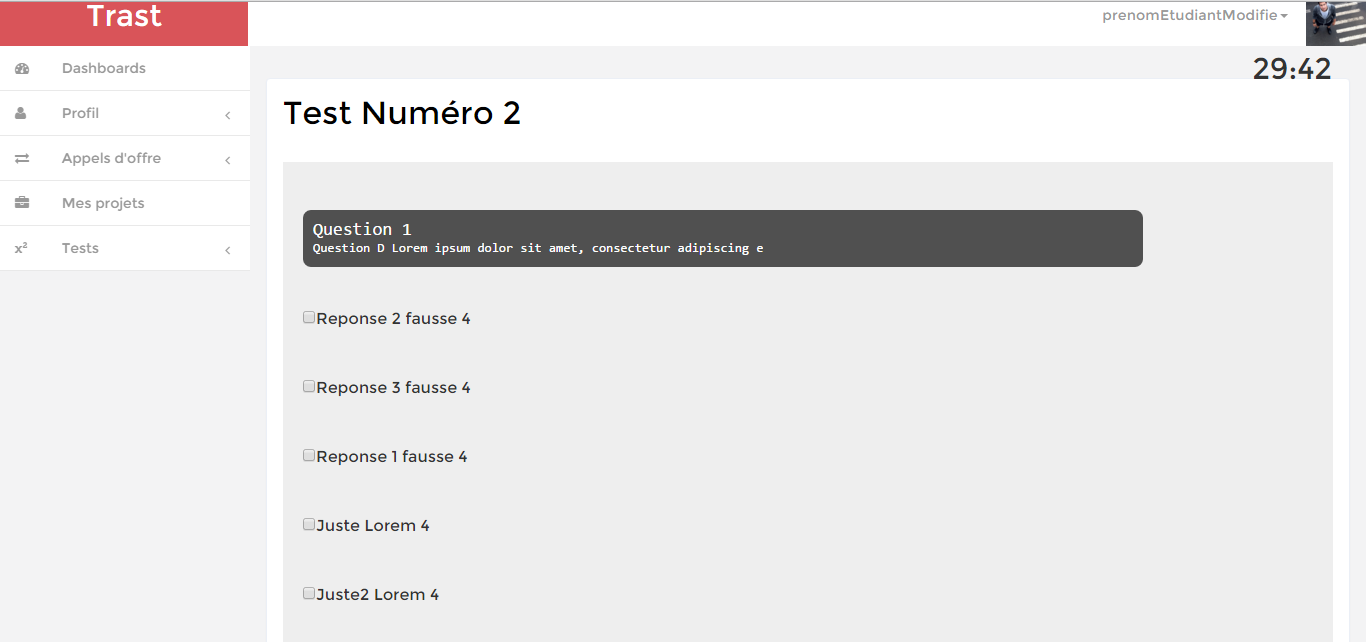 Trast
prenomEtudiantModifie
29:42
Dashboards
Profil
Appels d'offre
Mes projets
x² Tests
Test Numéro 2
Question 1
Question D Lorem ipsum dolor sit amet, consectetur adipiscing e
Reponse 2 fausse 4
Reponse 3 fausse 4
Reponse 1 fausse 4
Juste Lorem 4
Juste2 Lorem 4